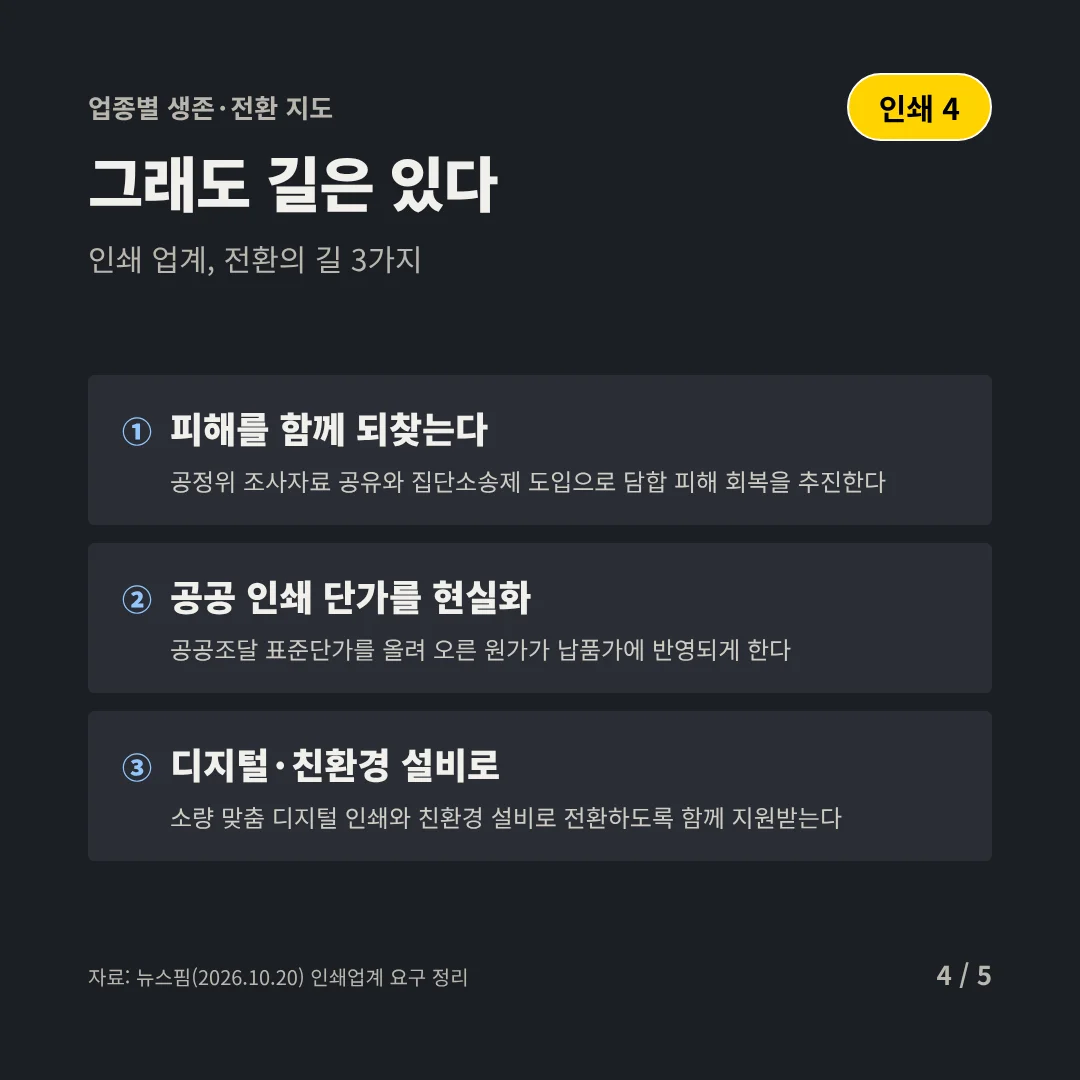 업종별 생존·전환 지도
인쇄 4
그래도 길은 있다
인쇄 업계, 전환의 길 3가지
① 피해를 함께 되찾는다
공정위 조사자료 공유와 집단소송제 도입으로 담합 피해 회복을 추진한다
② 공공 인쇄 단가를 현실화
공공조달 표준단가를 올려 오른 원가가 납품가에 반영되게 한다
③ 디지털·친환경 설비로
소량 맞춤 디지털 인쇄와 친환경 설비로 전환하도록 함께 지원받는다
자료: 뉴스핌(2026.10.20) 인쇄업계 요구 정리
4 / 5